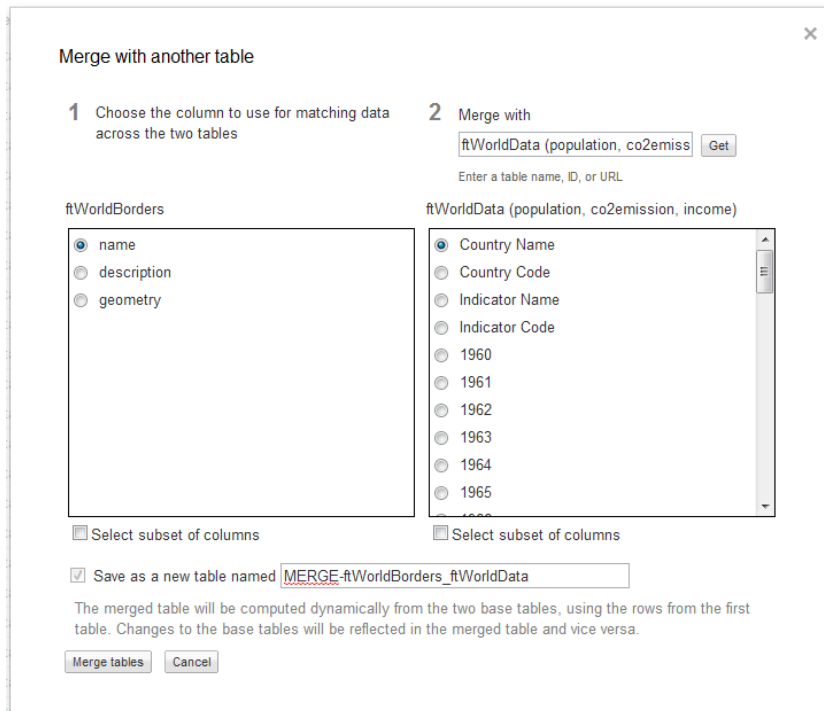 Merge with another table
1 Choose the column to use for matching data
across the two tables
2 Merge with
ftWorldData (population, co2emiss
Get
Enter a table name, ID, or URL
ftWorldBorders
name
description
geometry
Select subset of columns
ftWorldData (population, co2emission, income)
Country Name
Country Code
Indicator Name
Indicator Code
1960
1961
1962
1963
1964
1965
Select subset of columns
Save as a new table named MERGE-ftWorldBorders_ftWorldData
The merged table will be computed dynamically from the two base tables, using the rows from the first
table. Changes to the base tables will be reflected in the merged table and vice versa.
Merge tables Cancel